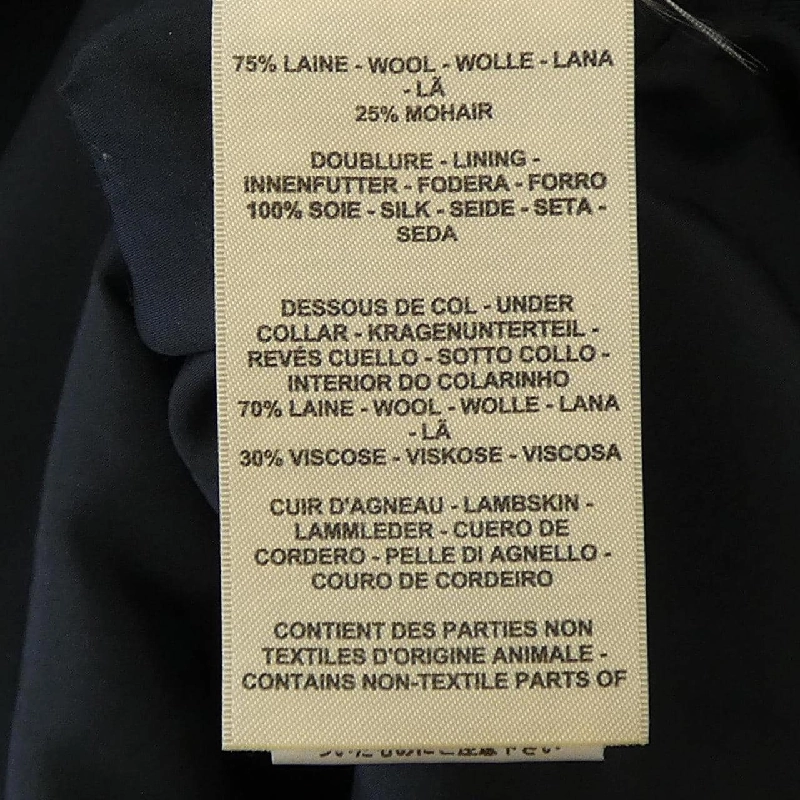 75% LAINE - WOOL - WOLLE - LANA
- LÃ
25% MOHAIR
DOUBLURE - LINING -
INNENFUTTER - FODERA - FORRO
100% SOIE - SILK - SEIDE - SETA -
SEDA
DESSOUS DE COL - UNDER
COLLAR - KRAGENUNTERTEIL -
REVÉS CUELLO - SOTTO COLLO -
INTERIOR DO COLARINHO
70% LAINE - WOOL - WOLLE - LANA
- LÃ
30% VISCOSE - VISKOSE - VISCOSA
CUIR D'AGNEAU - LAMBSKIN -
LAMMLEDER - CUERO DE
CORDERO - PELLE DI AGNELLO -
COURO DE CORDEIRO
CONTIENT DES PARTIES NON
TEXTILES D'ORIGINE ANIMALE -
CONTAINS NON-TEXTILE PARTS OF